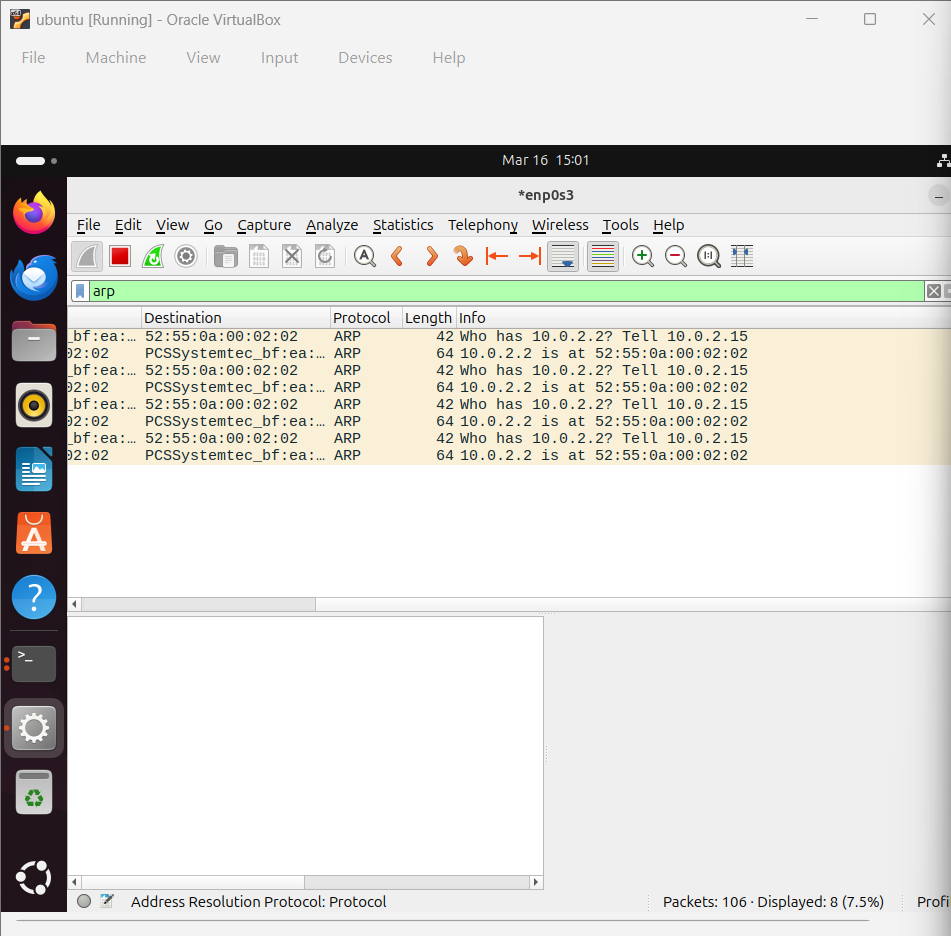 ubuntu [Running] - Oracle VirtualBox
File Machine View Input Devices Help
Mar 16 15:01
*enp0s3
File Edit View Go Capture Analyze Statistics Telephony Wireless Tools Help
arp
Destination Protocol Length Info
_bf:ea:… 52:55:0a:00:02:02 ARP 42 Who has 10.0.2.2? Tell 10.0.2.15
02:02 PCSSystemtec_bf:ea:… ARP 64 10.0.2.2 is at 52:55:0a:00:02:02
_bf:ea:… 52:55:0a:00:02:02 ARP 42 Who has 10.0.2.2? Tell 10.0.2.15
02:02 PCSSystemtec_bf:ea:… ARP 64 10.0.2.2 is at 52:55:0a:00:02:02
_bf:ea:… 52:55:0a:00:02:02 ARP 42 Who has 10.0.2.2? Tell 10.0.2.15
02:02 PCSSystemtec_bf:ea:… ARP 64 10.0.2.2 is at 52:55:0a:00:02:02
_bf:ea:… 52:55:0a:00:02:02 ARP 42 Who has 10.0.2.2? Tell 10.0.2.15
02:02 PCSSystemtec_bf:ea:… ARP 64 10.0.2.2 is at 52:55:0a:00:02:02
Address Resolution Protocol: Protocol Packets: 106 · Displayed: 8 (7.5%) Profi